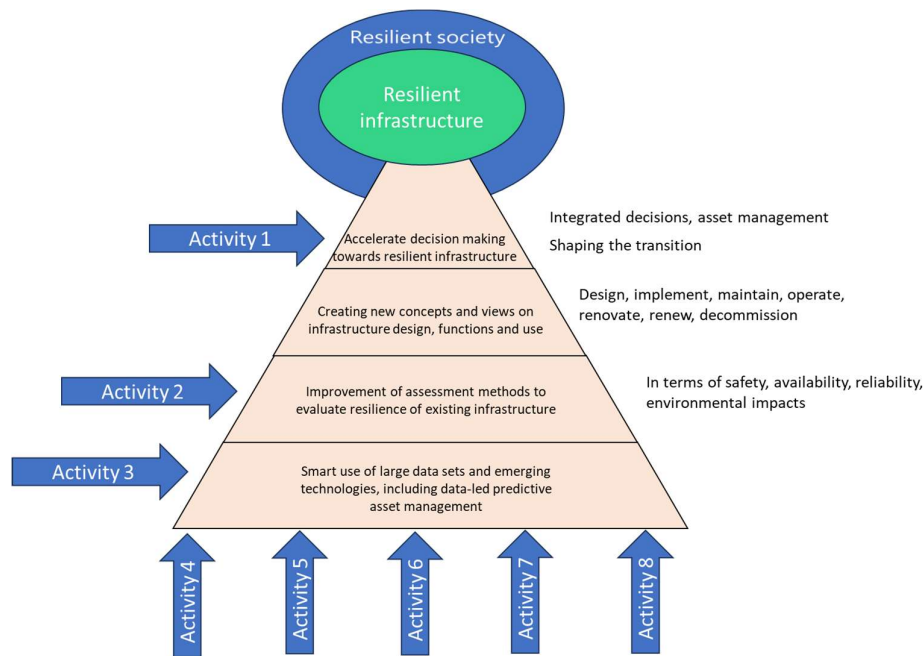 Resilient society
Resilient
infrastructure
Activity 1
Accelerate decision making
towards resilient infrastructure
Integrated decisions, asset management
Shaping the transition
Creating new concepts and views on
infrastructure design, functions and use
Design, implement, maintain, operate,
renovate, renew, decommission
Activity 2
Improvement of assessment methods to
evaluate resilience of existing infrastructure
In terms of safety, availability, reliability,
environmental impacts
Activity 3
Smart use of large data sets and emerging
technologies, including data-led predictive
asset management
Activity 4
Activity 5
Activity 6
Activity 7
Activity 8